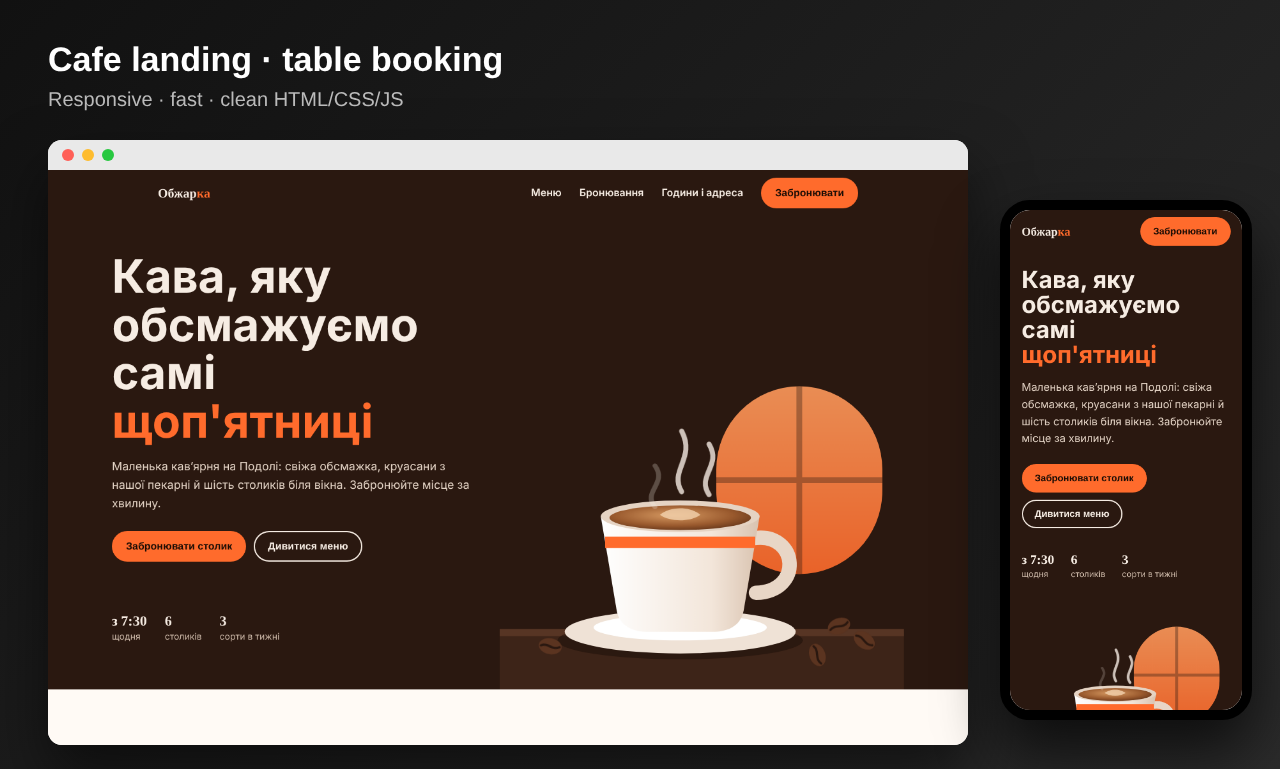 Cafe landing · table booking
Responsive · fast · clean HTML/CSS/JS
Обжарка
Меню
Бронювання
Години і адреса
Забронювати
Кава, яку
обсмажуємо
самі
щоп'ятниці
Маленька кав’ярня на Подолі: свіжа обсмажка, круасани з
нашої пекарні й шість столиків біля вікна. Забронюйте місце за
хвилину.
Забронювати столик
Дивитися меню
з 7:30
щодня
6
столиків
3
сорти в тижні
Обжарка
Забронювати
Кава, яку
обсмажуємо
самі
щоп'ятниці
Маленька кав’ярня на Подолі: свіжа
обсмажка, круасани з нашої пекарні й
шість столиків біля вікна. Забронюйте
місце за хвилину.
Забронювати столик
Дивитися меню
з 7:30
щодня
6
столиків
3
сорти в тижні